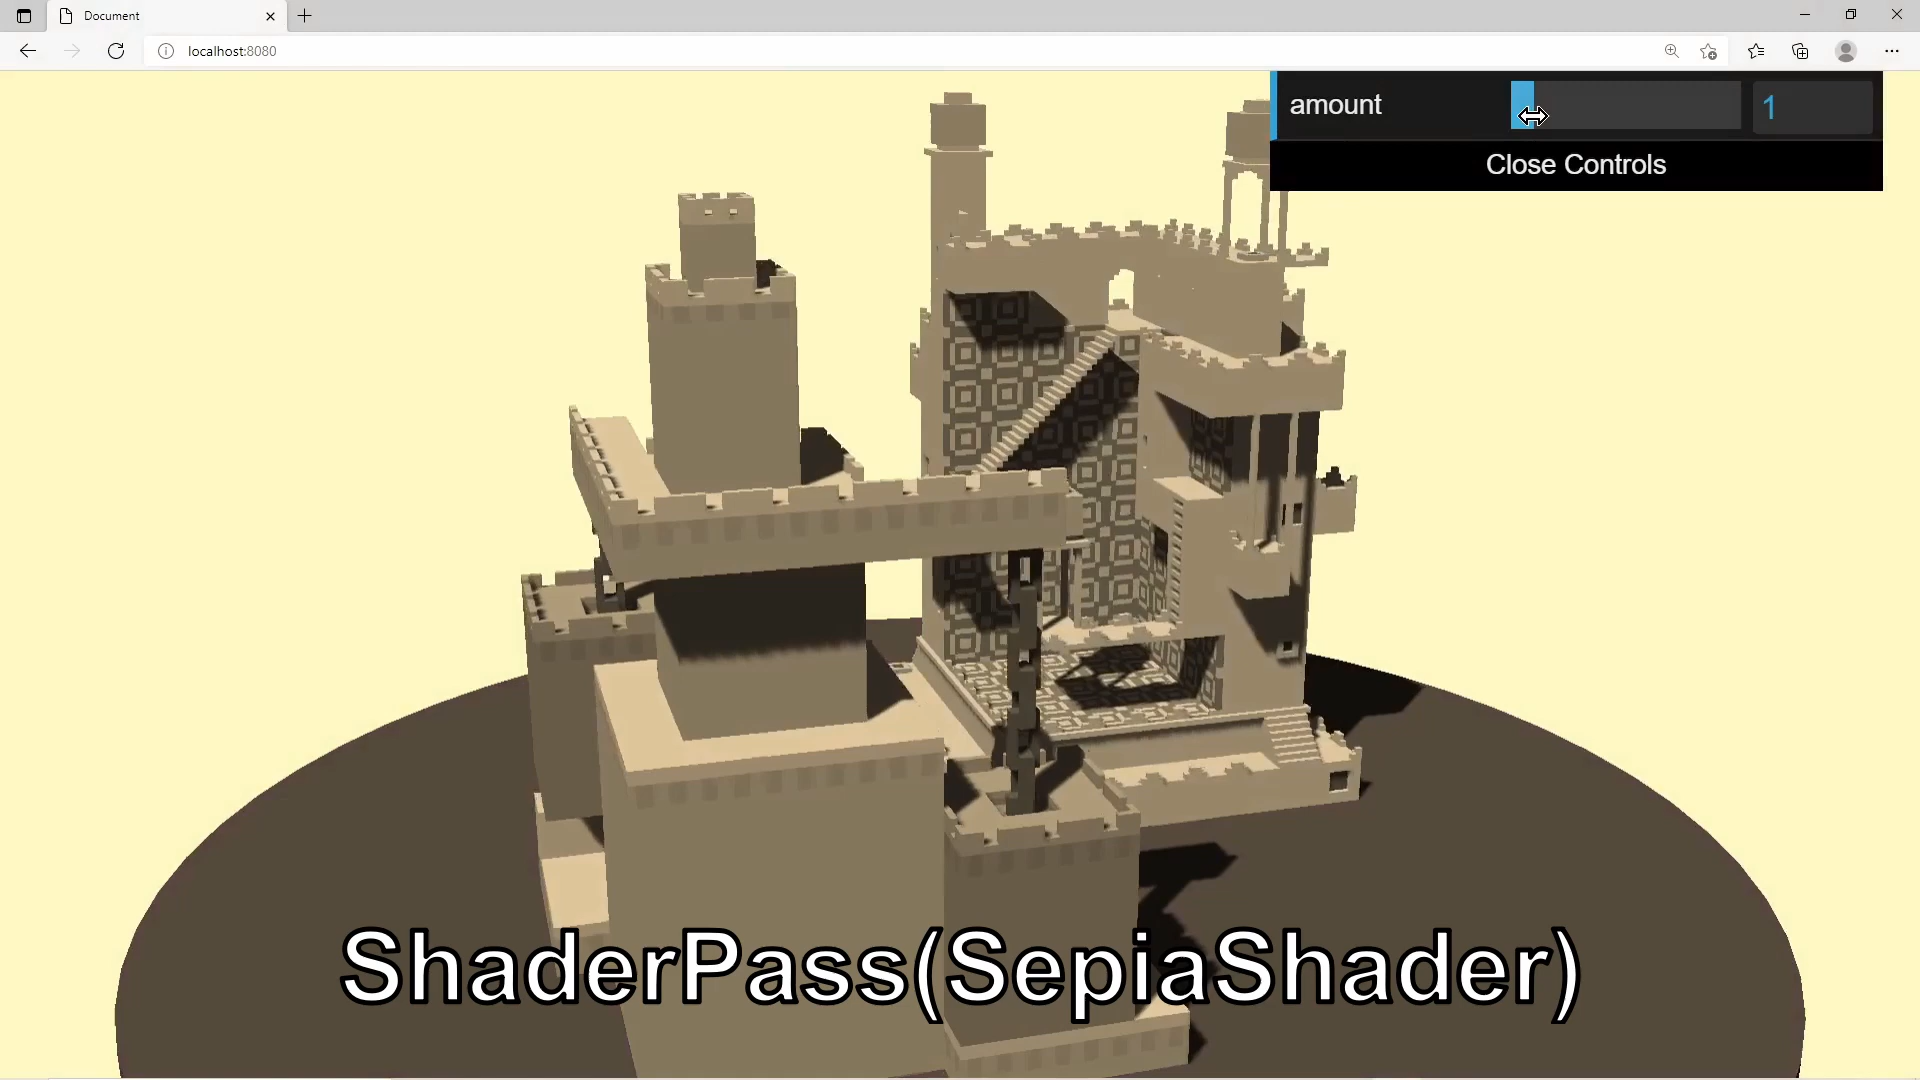 Document
localhost:8080
amount
1
Close Controls
ShaderPass(SepiaShader)